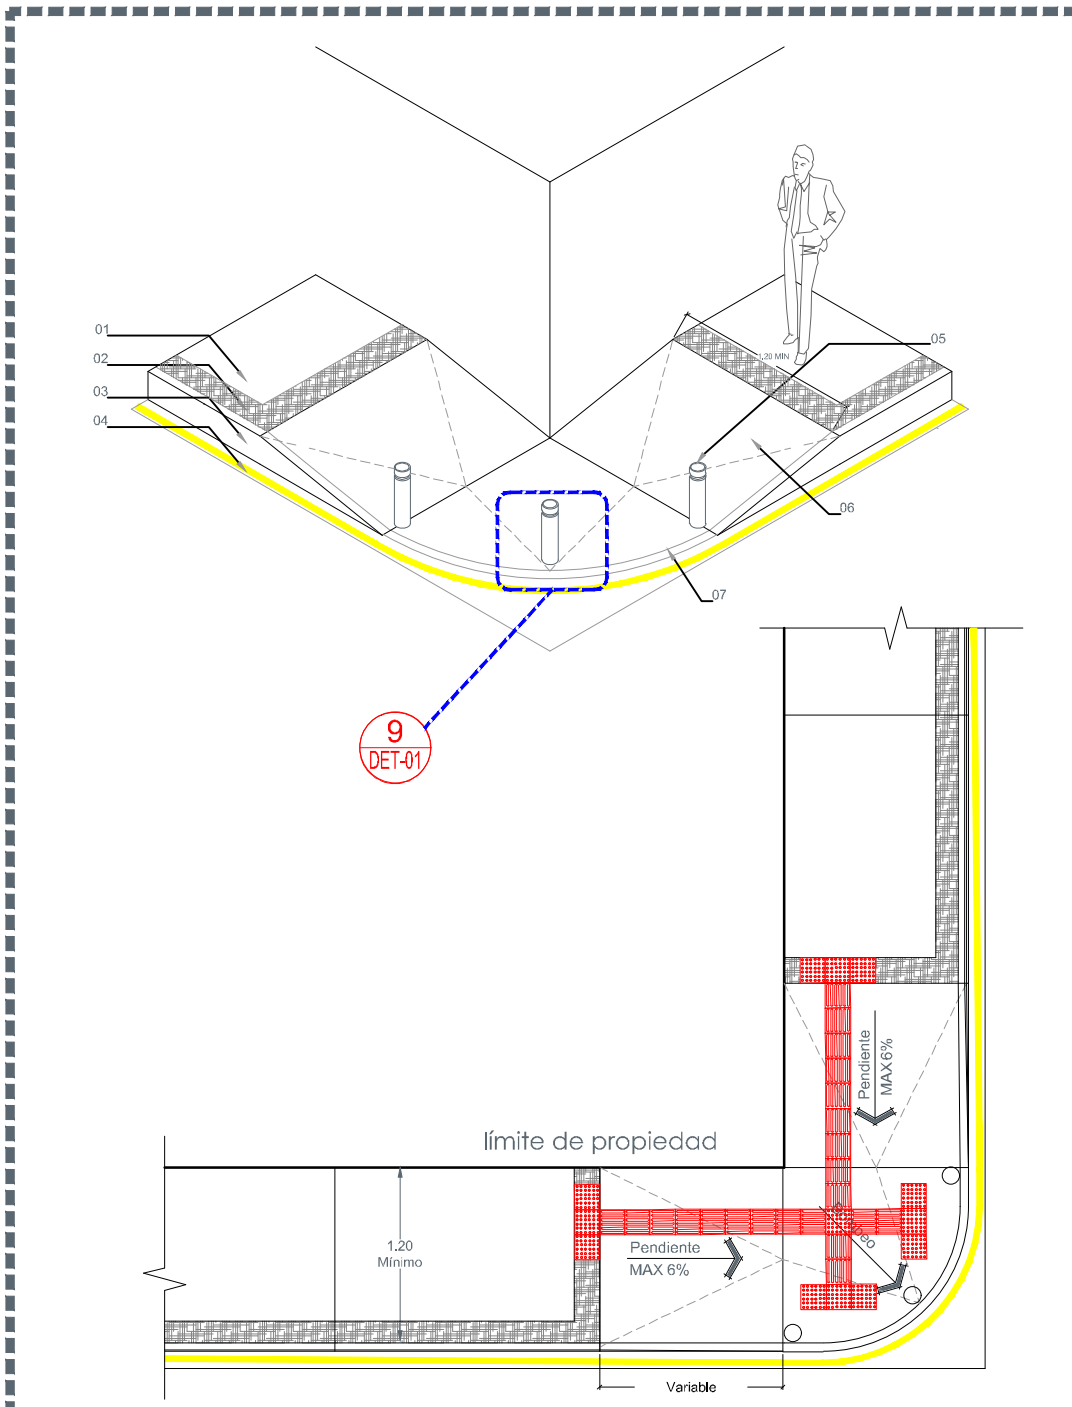 01
02
03
04
05
1,20 MIN
06
07
9
DET-01
Pendiente
MAX 6%
límite de propiedad
1.20
Mínimo
Pendiente
MAX 6%
Variable